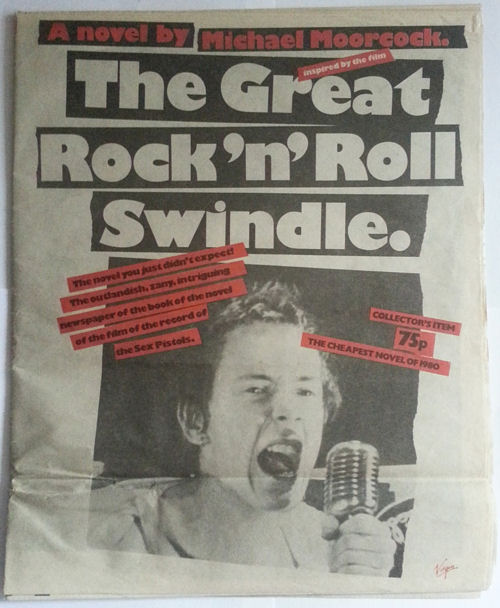 A novel by Michael Moorcock.
inspired by the film
The Great
Rock 'n' Roll
Swindle.
The novel you just didn't expect!
The outlandish, zany, intriguing
newspaper of the book of the novel
of the film of the record of
the Sex Pistols.
COLLECTOR'S ITEM
75p
THE CHEAPEST NOVEL OF 1980
Virgin